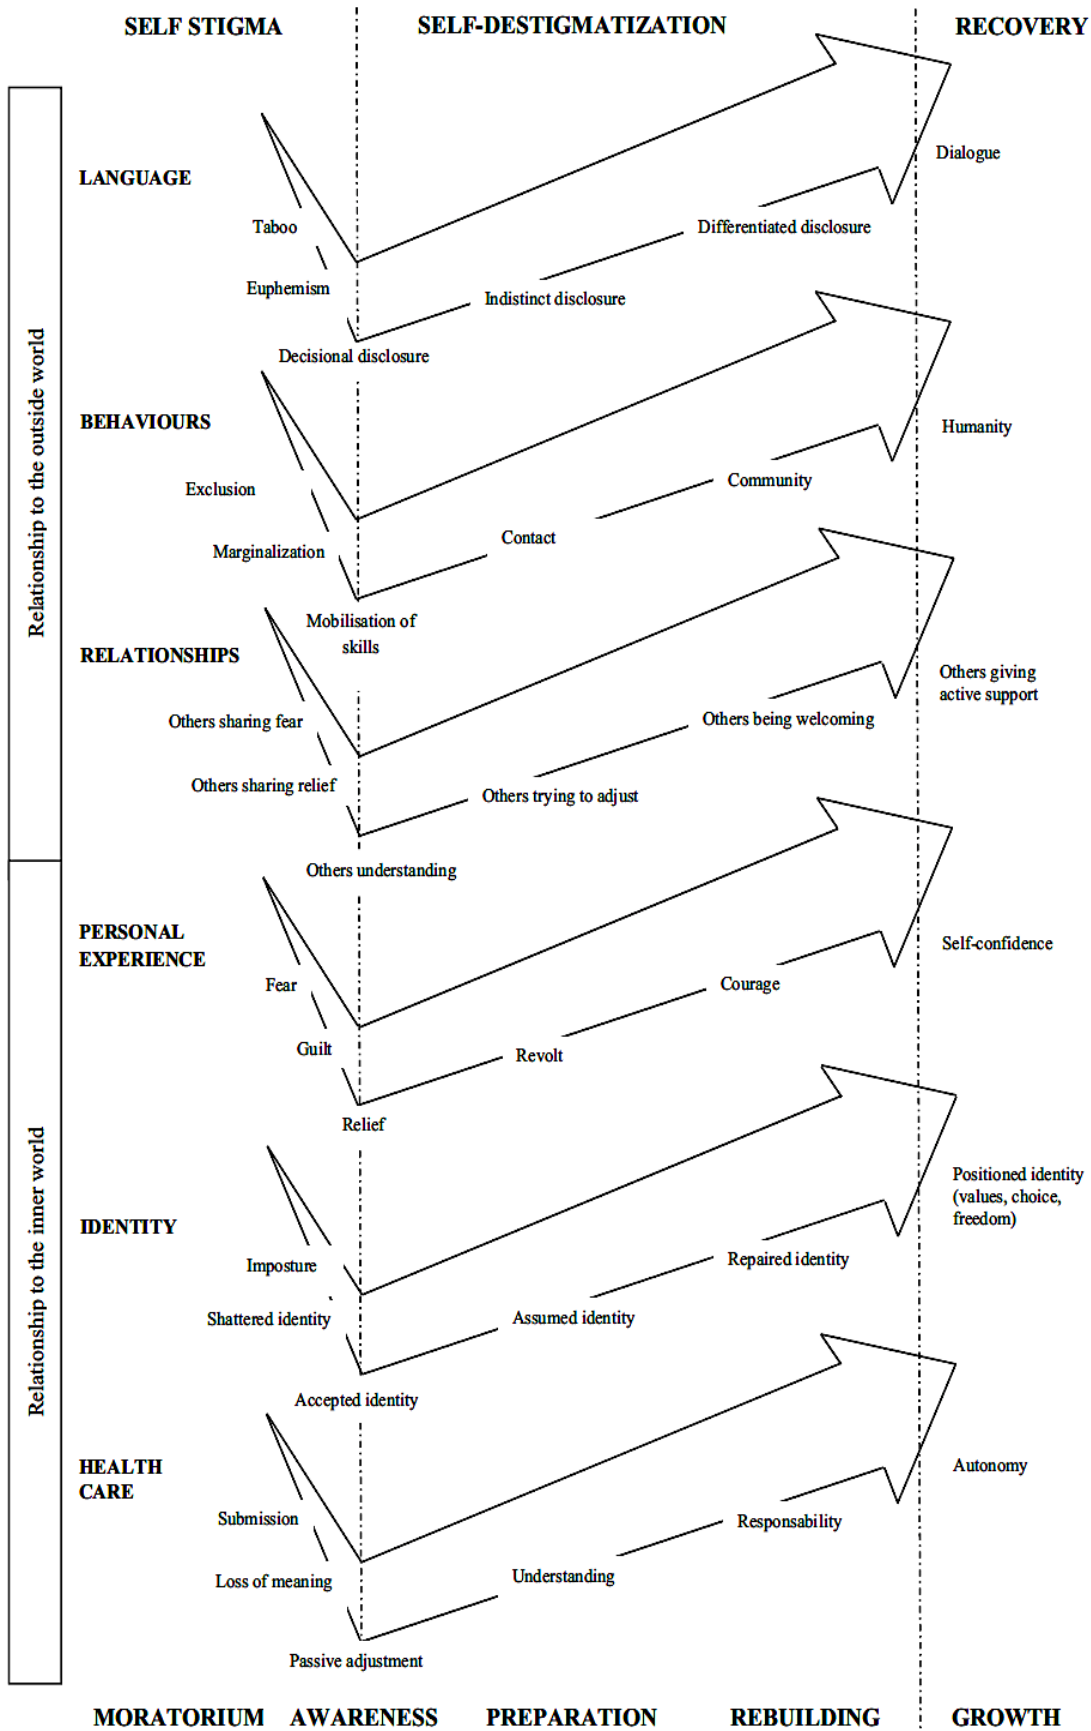 SELF STIGMA
SELF-DESTIGMATIZATION
RECOVERY
Relationship to the outside world
LANGUAGE
Taboo
Euphemism
Decisional disclosure
Indistinct disclosure
Differentiated disclosure
Dialogue
BEHAVIOURS
Exclusion
Marginalization
Mobilisation of
skills
Contact
Community
Humanity
RELATIONSHIPS
Others sharing fear
Others sharing relief
Others understanding
Others trying to adjust
Others being welcoming
Others giving
active support
Relationship to the inner world
PERSONAL
EXPERIENCE
Fear
Guilt
Relief
Revolt
Courage
Self-confidence
IDENTITY
Imposture
Shattered identity
Accepted identity
Assumed identity
Repaired identity
Positioned identity
(values, choice,
freedom)
HEALTH
CARE
Submission
Loss of meaning
Passive adjustment
Understanding
Responsability
Autonomy
MORATORIUM
AWARENESS
PREPARATION
REBUILDING
GROWTH